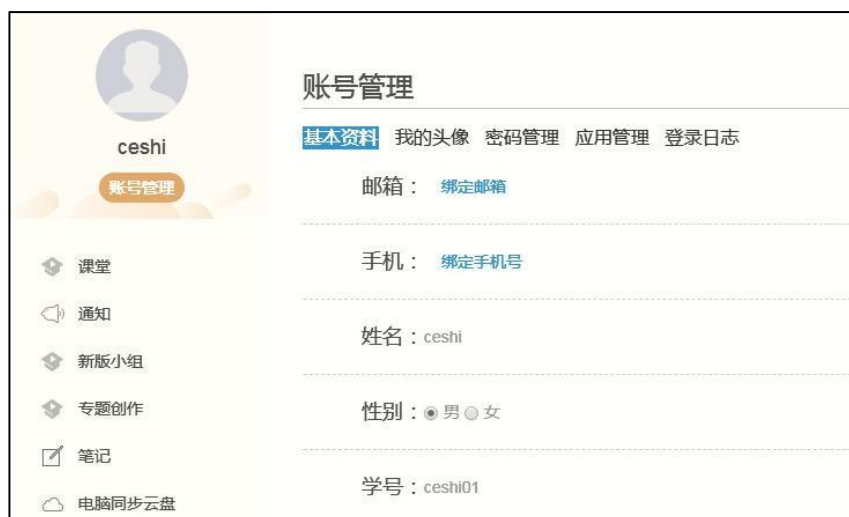 ceshi
账号管理
课堂
通知
新版小组
专题创作
笔记
电脑同步云盘
账号管理
基本资料 我的头像 密码管理 应用管理 登录日志
邮箱： 绑定邮箱
手机： 绑定手机号
姓名：ceshi
性别：男 女
学号：ceshi01